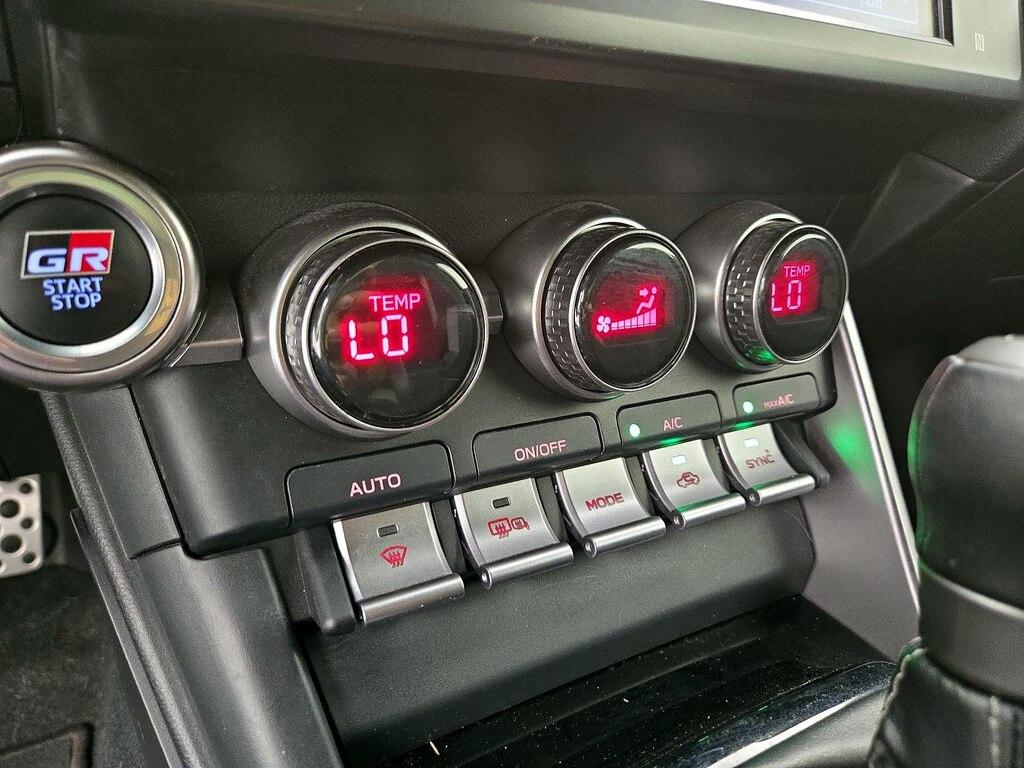 GR
START
STOP
TEMP
LO
TEMP
LO
AUTO
ON/OFF
A/C
MAX A/C
MODE
SYNC